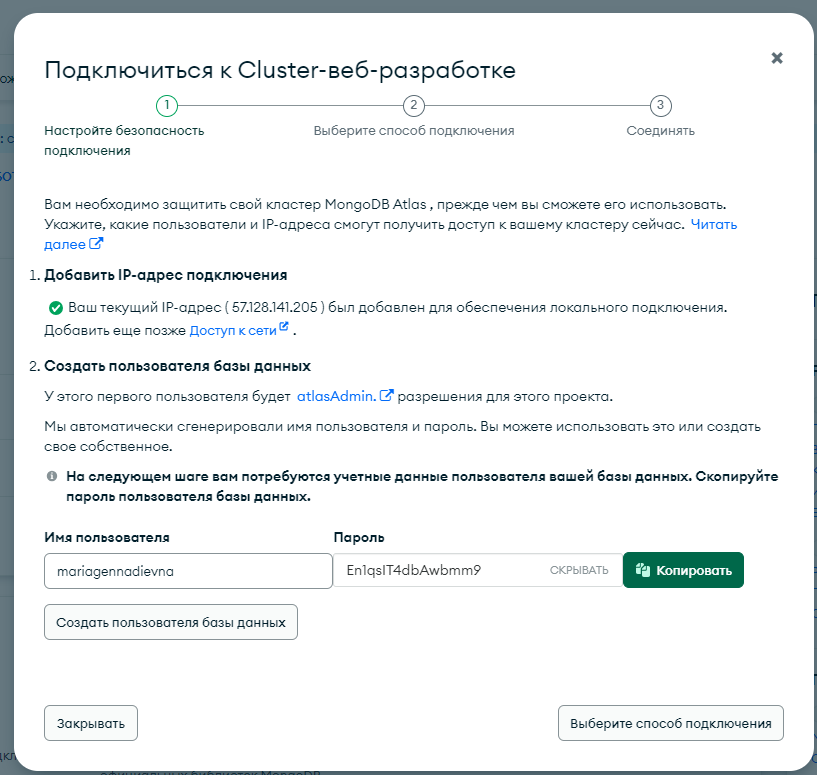 Подключиться к Cluster-веб-разработке
1
2
3
Настройте безопасность
подключения
Выберите способ подключения
Соединять
Вам необходимо защитить свой кластер MongoDB Atlas , прежде чем вы сможете его использовать.
Укажите, какие пользователи и IP-адреса смогут получить доступ к вашему кластеру сейчас. Читать
далее
1. Добавить IP-адрес подключения
Ваш текущий IP-адрес ( 57.128.141.205 ) был добавлен для обеспечения локального подключения.
Добавить еще позже Доступ к сети .
2. Создать пользователя базы данных
У этого первого пользователя будет atlasAdmin. разрешения для этого проекта.
Мы автоматически сгенерировали имя пользователя и пароль. Вы можете использовать это или создать
свое собственное.
На следующем шаге вам потребуются учетные данные пользователя вашей базы данных. Скопируйте
пароль пользователя базы данных.
Имя пользователя Пароль
mariagennadievna En1qsIT4dbAwbmm9 СКРЫВАТЬ Копировать
Создать пользователя базы данных
Закрывать Выберите способ подключения